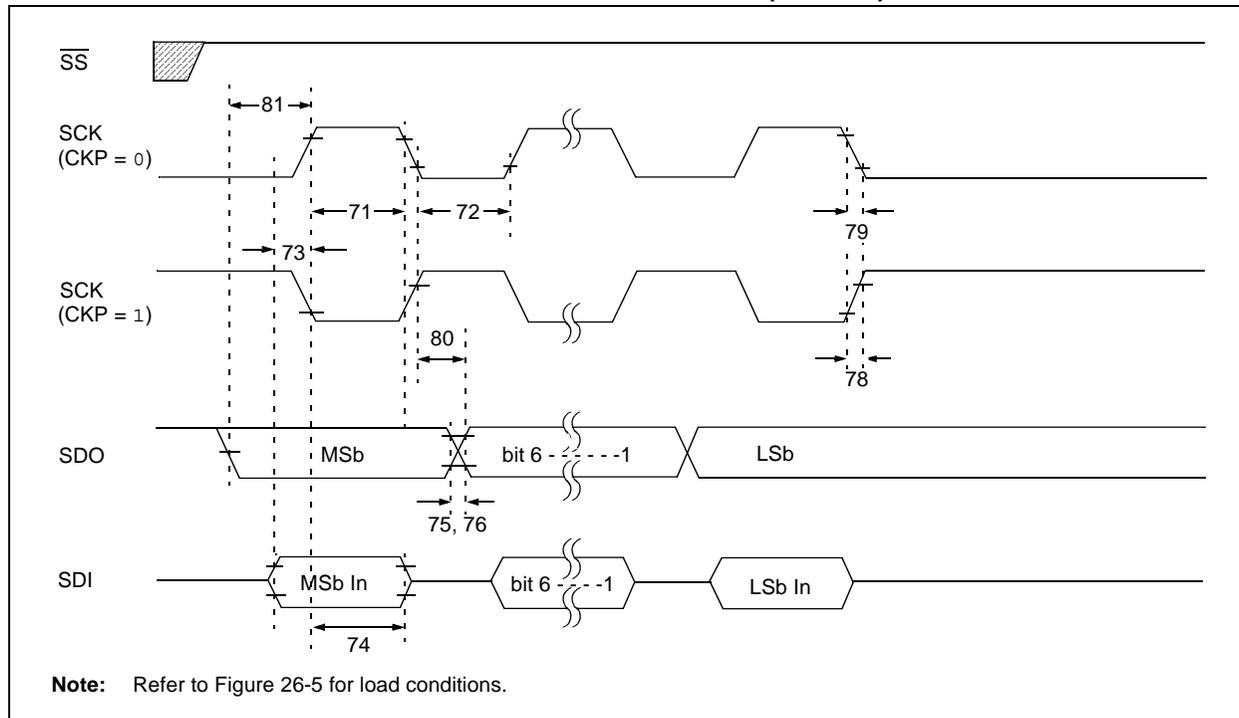 SS
81
SCK
(CKP = 0)
71
72
79
73
SCK
(CKP = 1)
80
78
SDO
MSb
bit 6 - - - - - - -1
LSb
75, 76
SDI
MSb In
bit 6 - - - - -1
LSb In
74
Note: Refer to Figure 26-5 for load conditions.